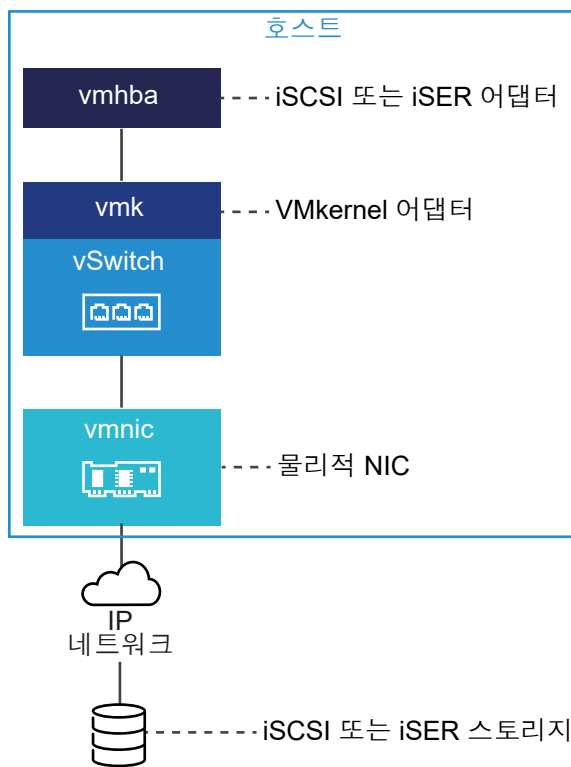 호스트
vmhba
iSCSI 또는 iSER 어댑터
vmk
VMkernel 어댑터
vSwitch
vmnic
물리적 NIC
IP
네트워크
iSCSI 또는 iSER 스토리지